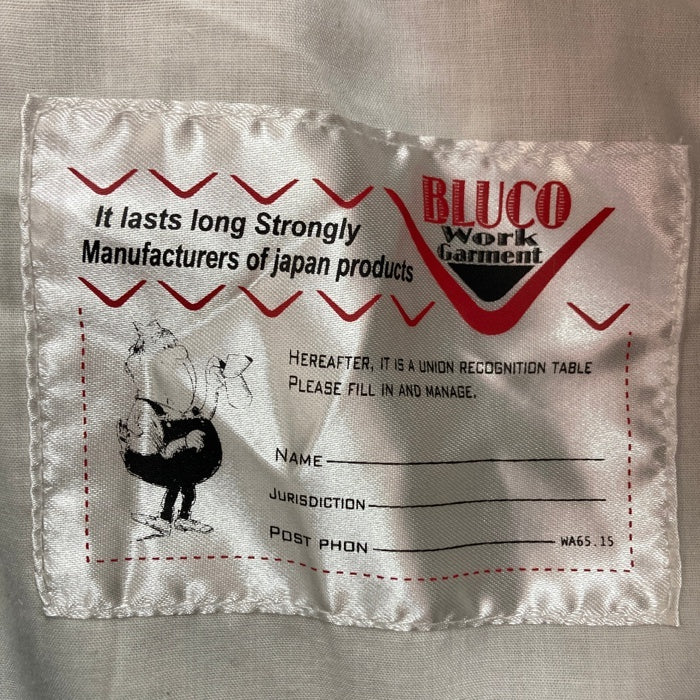 It lasts long Strongly
Manufacturers of japan products
BLUCO
Work
Garment
HEREAFTER, IT IS A UNION RECOGNITION TABLE
PLEASE FILL IN AND MANAGE.
NAME
JURISDICTION
POST PHON
WA65.15